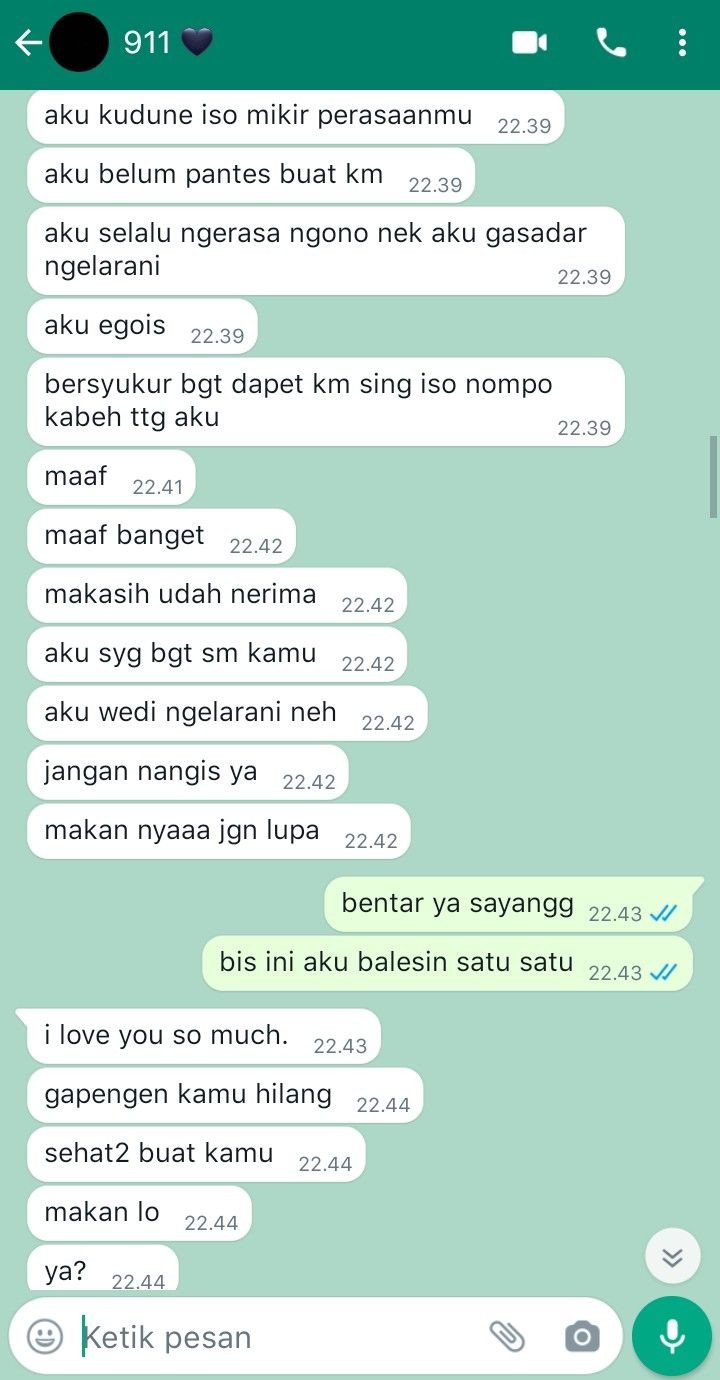 911 🖤
aku kudune iso mikir perasaanmu 22.39
aku belum pantes buat km 22.39
aku selalu ngerasa ngono nek aku gasadar
ngelarani 22.39
aku egois 22.39
bersyukur bgt dapet km sing iso nompo
kabeh ttg aku 22.39
maaf 22.41
maaf banget 22.42
makasih udah nerima 22.42
aku syg bgt sm kamu 22.42
aku wedi ngelarani neh 22.42
jangan nangis ya 22.42
makan nyaaa jgn lupa 22.42
bentar ya sayangg 22.43
bis ini aku balesin satu satu 22.43
i love you so much. 22.43
gapengen kamu hilang 22.44
sehat2 buat kamu 22.44
makan lo 22.44
ya? 22.44
Ketik pesan